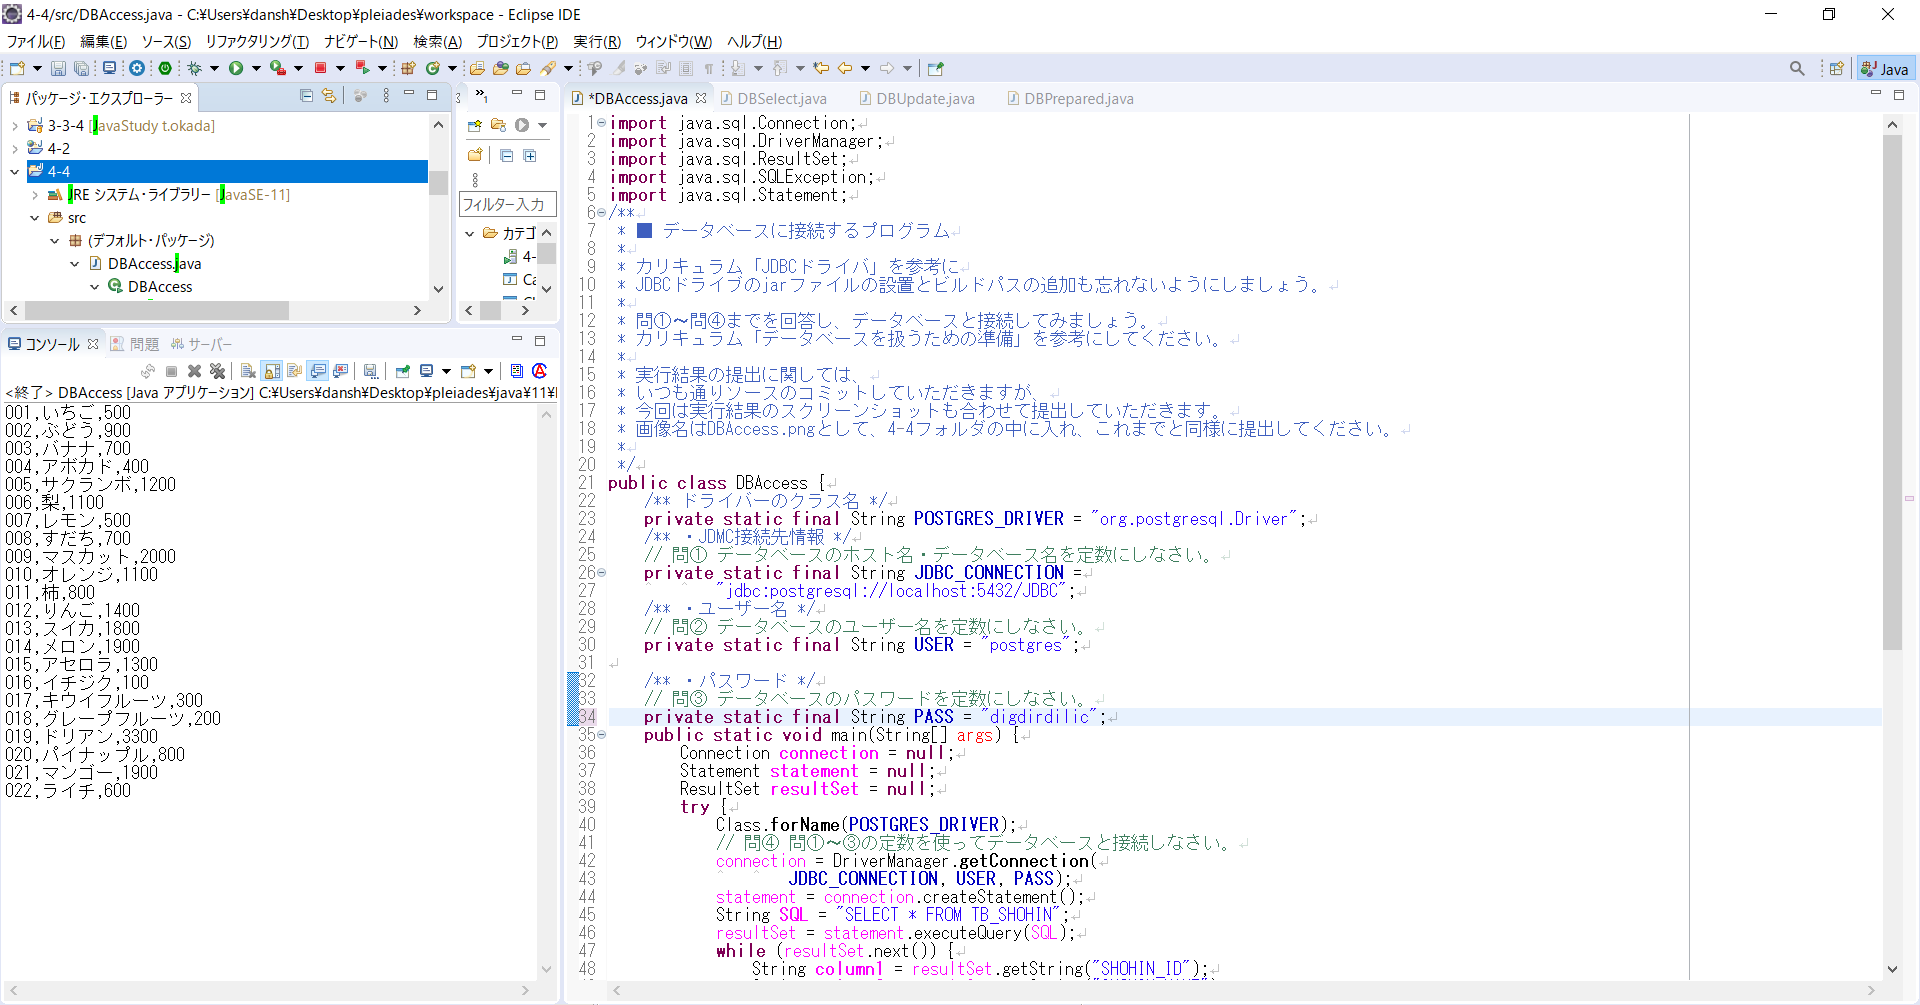 4-4/src/DBAccess.java - C:¥Users¥dansh¥Desktop¥pleiades¥workspace - Eclipse IDE
ファイル(F) 編集(E) ソース(S) リファクタリング(T) ナビゲート(N) 検索(A) プロジェクト(P) 実行(R) ウィンドウ(W) ヘルプ(H)
Java
パッケージ・エクスプローラー
3-3-4 [JavaStudy t.okada]
4-2
4-4
JRE システム・ライブラリー [JavaSE-11]
src
(デフォルト・パッケージ)
DBAccess.java
DBAccess
»1
フィルター入力
カテゴ
4-
Ca
コンソール 問題 サーバー
<終了> DBAccess [Java アプリケーション] C:¥Users¥dansh¥Desktop¥pleiades¥java¥11¥
001,いちご,500
002,ぶどう,900
003,バナナ,700
004,アボカド,400
005,サクランボ,1200
006,梨,1100
007,レモン,500
008,すだち,700
009,マスカット,2000
010,オレンジ,1100
011,柿,800
012,りんご,1400
013,スイカ,1800
014,メロン,1900
015,アセロラ,1300
016,イチジク,100
017,キウイフルーツ,300
018,グレープフルーツ,200
019,ドリアン,3300
020,パイナップル,800
021,マンゴー,1900
022,ライチ,600
*DBAccess.java DBSelect.java DBUpdate.java DBPrepared.java
1 import java.sql.Connection;
2 import java.sql.DriverManager;
3 import java.sql.ResultSet;
4 import java.sql.SQLException;
5 import java.sql.Statement;
6 /**
7 * ■ データベースに接続するプログラム
8 *
9 * カリキュラム「JDBCドライバ」を参考に
10 * JDBCドライブのjarファイルの設置とビルドパスの追加も忘れないようにしましょう。
11 *
12 * 問①～問④までを回答し、データベースと接続してみましょう。
13 * カリキュラム「データベースを扱うための準備」を参考にしてください。
14 *
15 * 実行結果の提出に関しては、
16 * いつも通りソースのコミットしていただきますが、
17 * 今回は実行結果のスクリーンショットも合わせて提出していただきます。
18 * 画像名はDBAccess.pngとして、4-4フォルダの中に入れ、これまでと同様に提出してください。
19 *
20 */
21 public class DBAccess {
22 /** ドライバーのクラス名 */
23 private static final String POSTGRES_DRIVER = "org.postgresql.Driver";
24 /** ・JDMC接続先情報 */
25 // 問① データベースのホスト名・データベース名を定数にしなさい。
26 private static final String JDBC_CONNECTION =
27 "jdbc:postgresql://localhost:5432/JDBC";
28 /** ・ユーザー名 */
29 // 問② データベースのユーザー名を定数にしなさい。
30 private static final String USER = "postgres";
31
32 /** ・パスワード */
33 // 問③ データベースのパスワードを定数にしなさい。
34 private static final String PASS = "digdirdilic";
35 public static void main(String[] args) {
36 Connection connection = null;
37 Statement statement = null;
38 ResultSet resultSet = null;
39 try {
40 Class.forName(POSTGRES_DRIVER);
41 // 問④ 問①～③の定数を使ってデータベースと接続しなさい。
42 connection = DriverManager.getConnection(
43 JDBC_CONNECTION, USER, PASS);
44 statement = connection.createStatement();
45 String SQL = "SELECT * FROM TB_SHOHIN";
46 resultSet = statement.executeQuery(SQL);
47 while (resultSet.next()) {
48 String column1 = resultSet.getString("SHOHIN_ID");